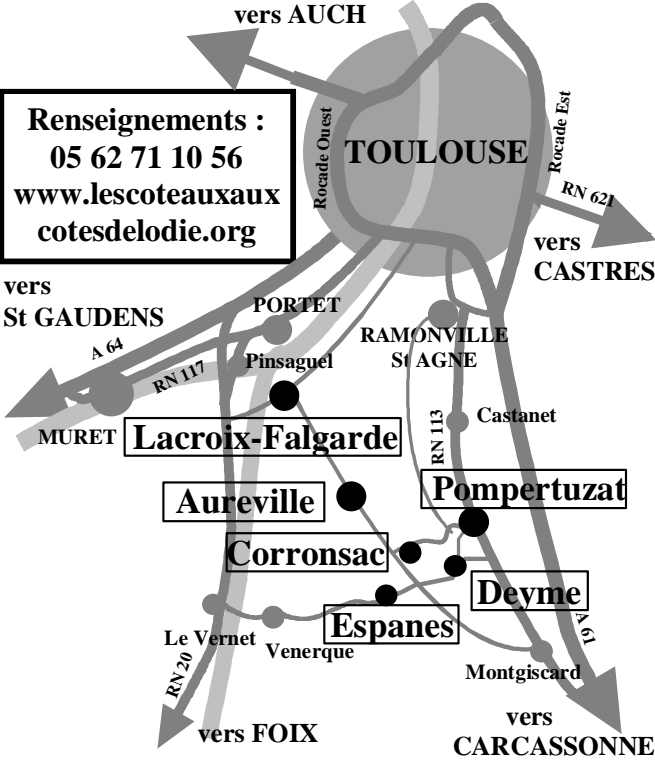 vers AUCH
Renseignements :
05 62 71 10 56
www.lescoteauxaux
cotesdelodie.org
Rocade Ouest
TOULOUSE
Rocade Est
RN 621
vers
CASTRES
vers
St GAUDENS
PORTET
A 64
RAMONVILLE
St AGNE
Pinsaguel
RN 117
MURET
Lacroix-Falgarde
RN 113
Castanet
Aureville
Pompertuzat
Corronsac
Deyme
Espanes
A 61
Le Vernet
Venerque
RN 20
Montgiscard
vers FOIX
vers
CARCASSONNE